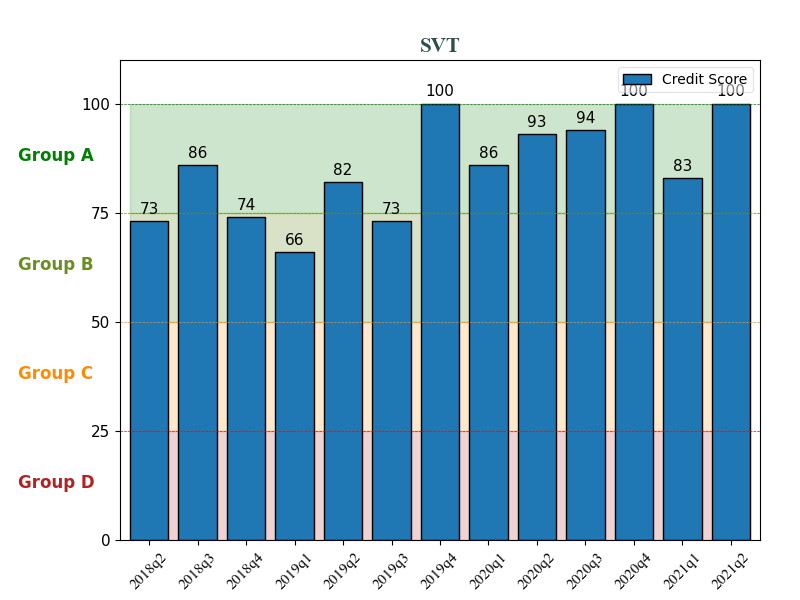 SVT
Credit Score
100
100
100
94
93
86
86
83
82
74
73
73
66
Group A
Group B
Group C
Group D
100
75
50
25
0
2018q2
2018q3
2018q4
2019q1
2019q2
2019q3
2019q4
2020q1
2020q2
2020q3
2020q4
2021q1
2021q2